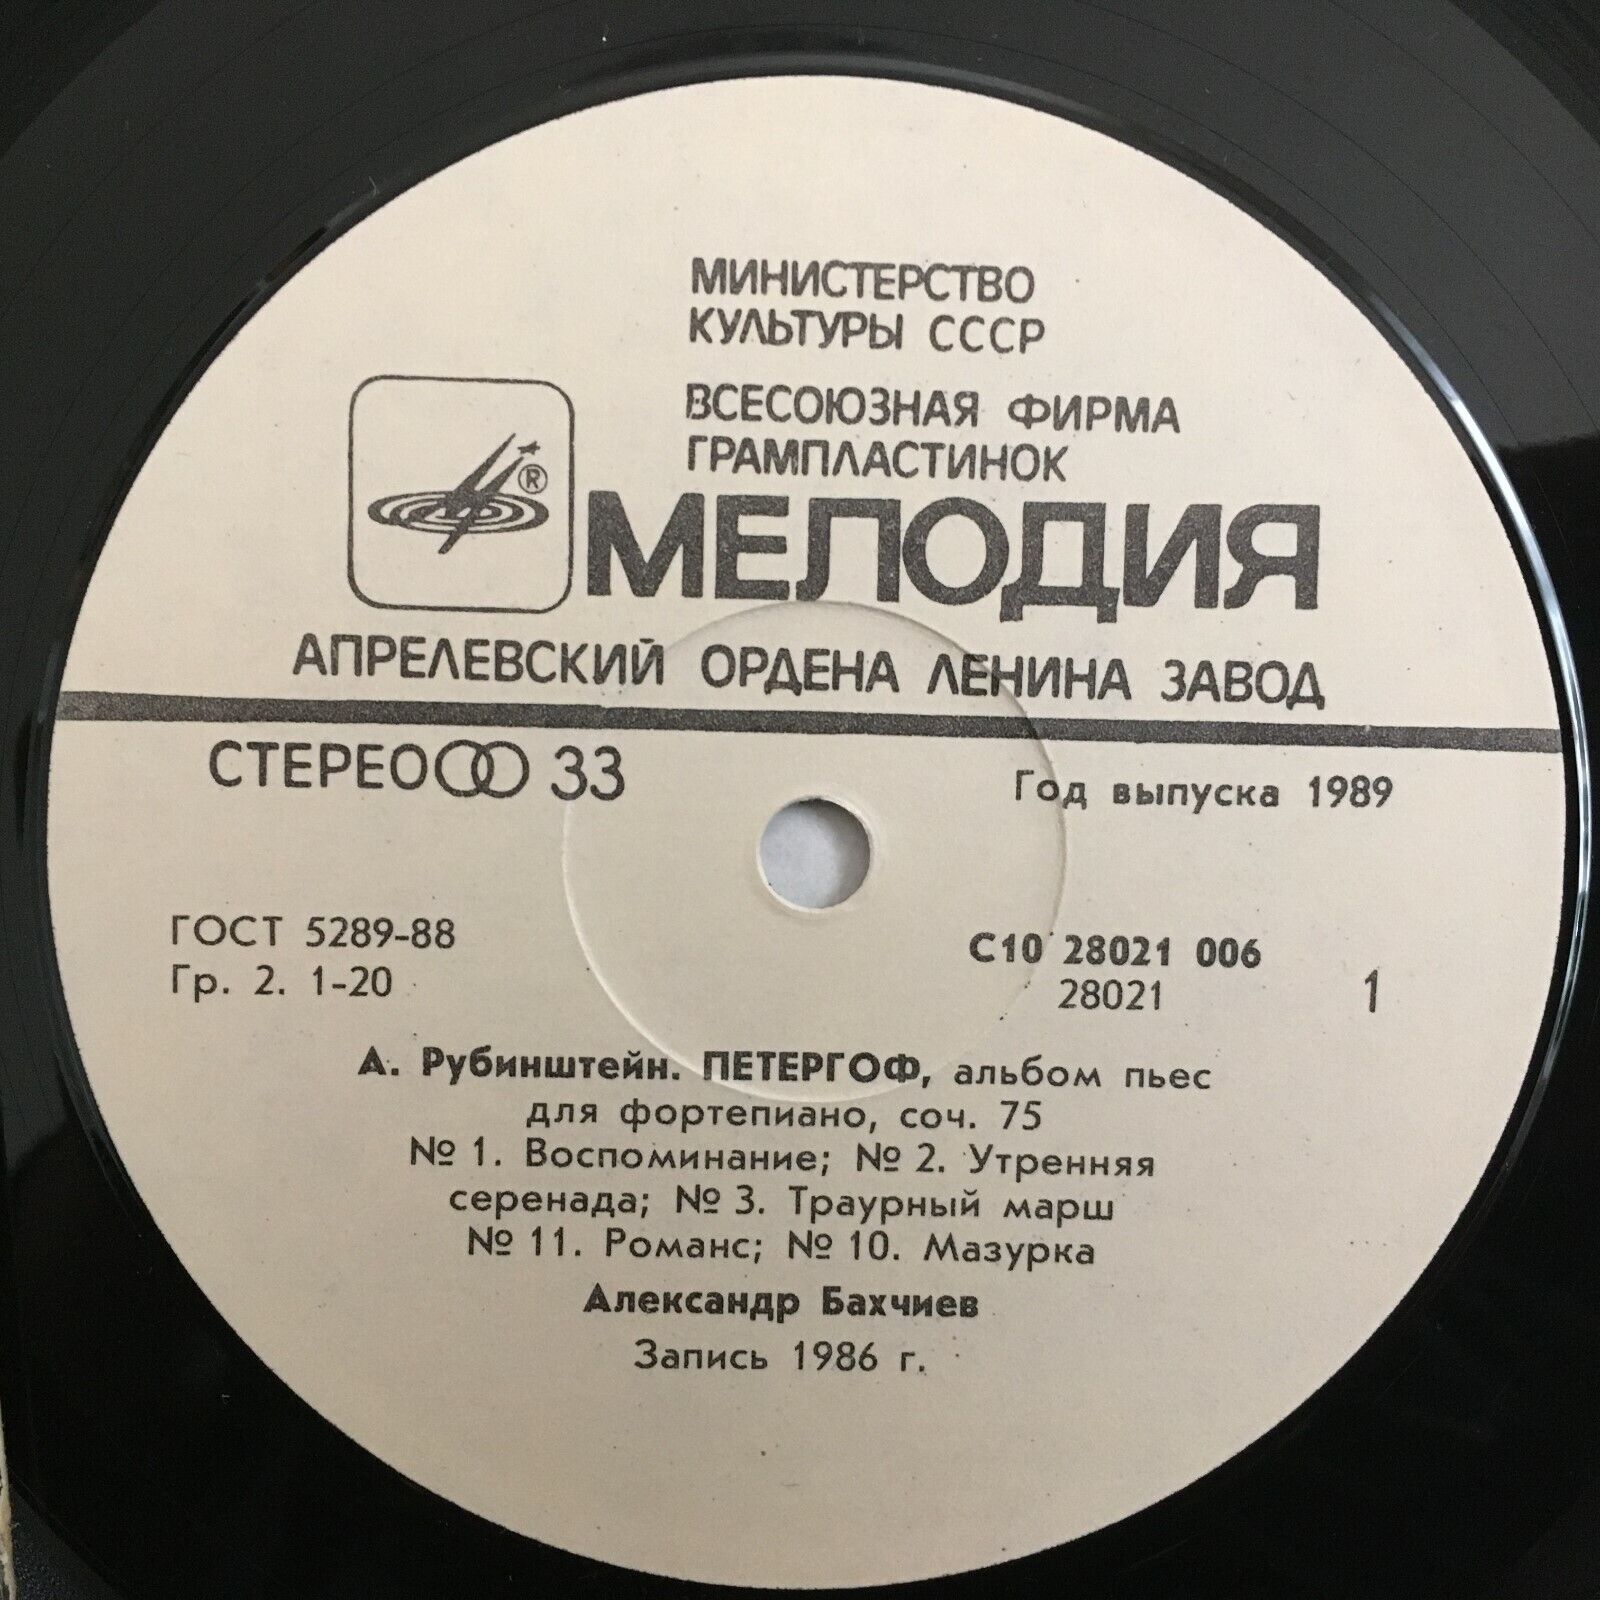 МИНИСТЕРСТВО
КУЛЬТУРЫ СССР
ВСЕСОЮЗНАЯ ФИРМА
ГРАМПЛАСТИНОК
®
МЕЛОДИЯ
АПРЕЛЕВСКИЙ ОРДЕНА ЛЕНИНА ЗАВОД
СТЕРЕО 33
Год выпуска 1989
ГОСТ 5289-88
Гр. 2. 1-20
С10 28021 006
28021
1
А. Рубинштейн. ПЕТЕРГОФ, альбом пьес
для фортепиано, соч. 75
№ 1. Воспоминание; № 2. Утренняя
серенада; № 3. Траурный марш
№ 11. Романс; № 10. Мазурка
Александр Бахчиев
Запись 1986 г.